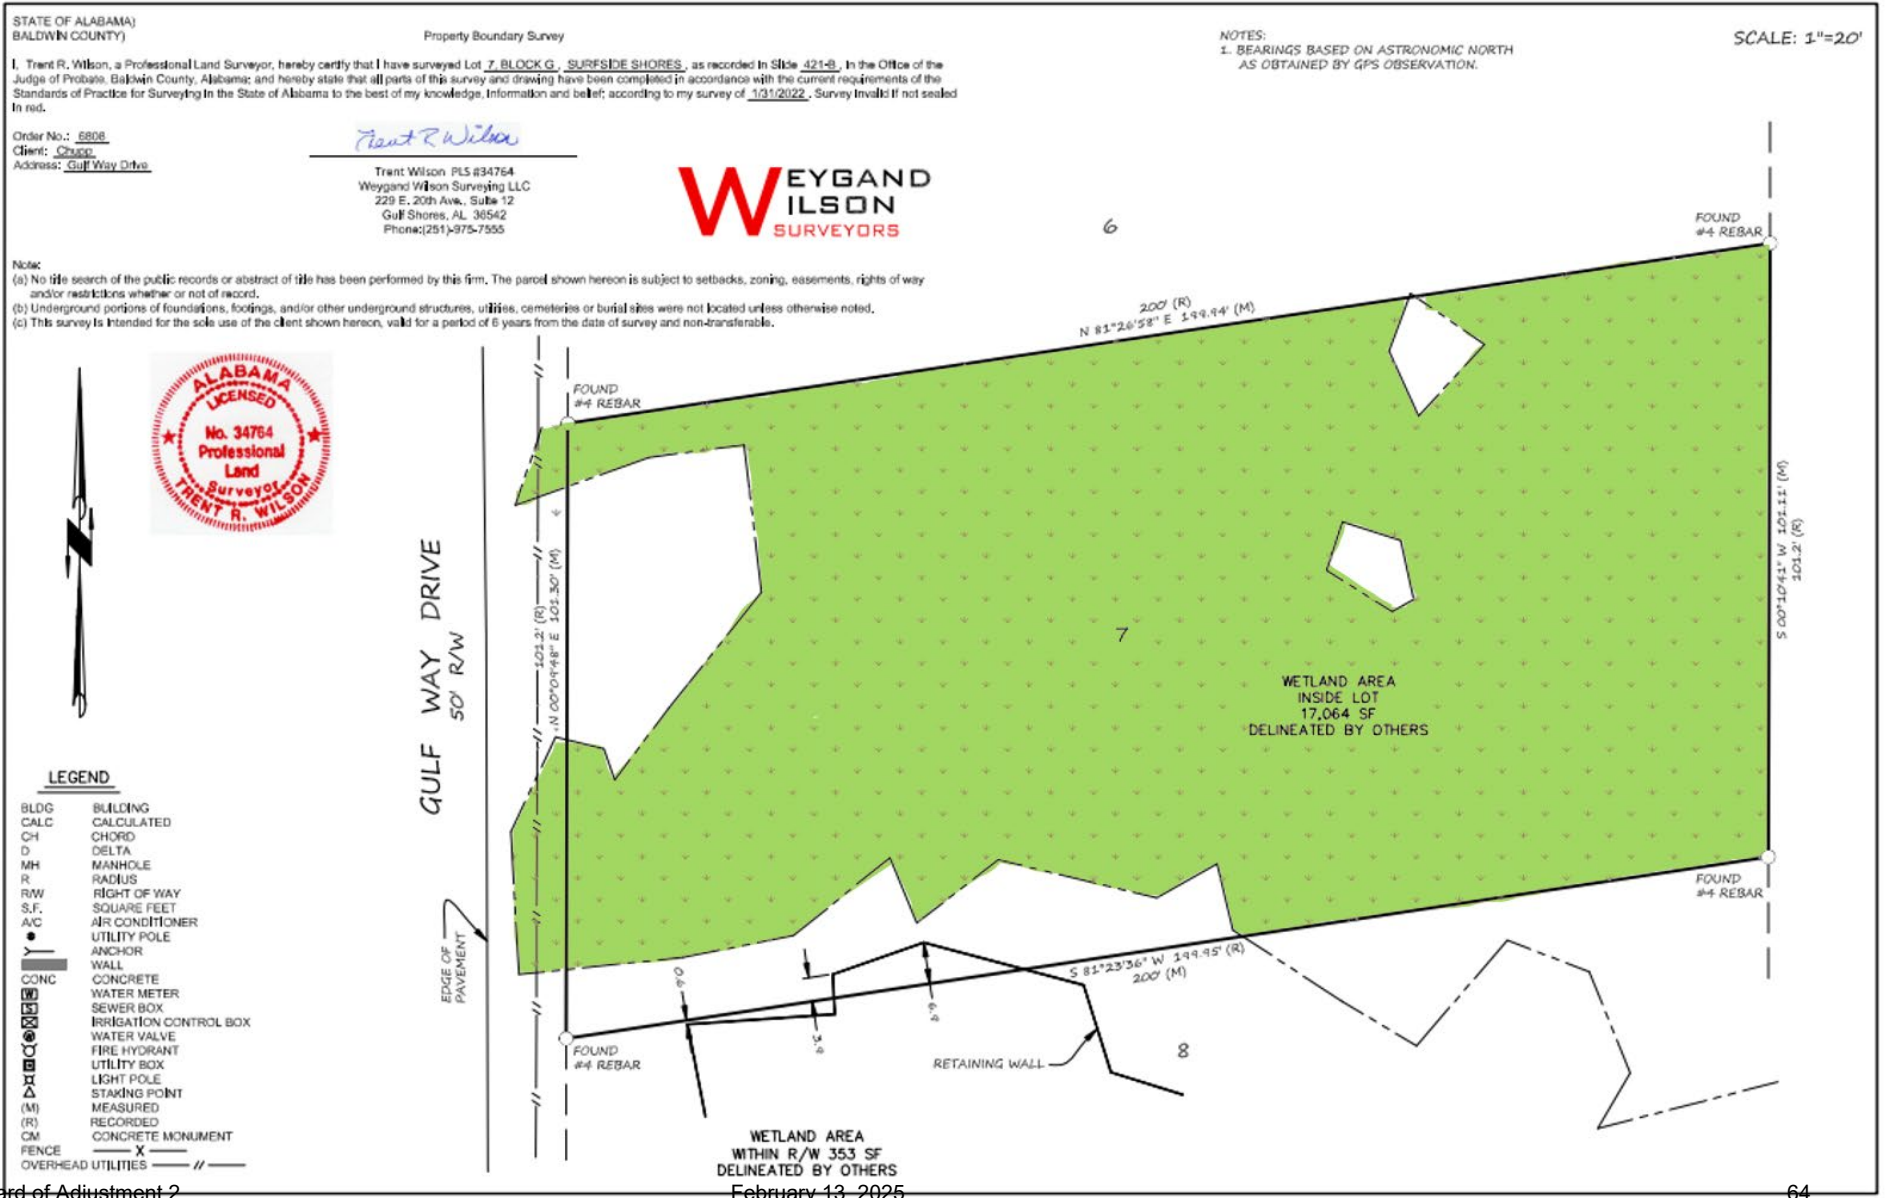 STATE OF ALABAMA)
BALDWIN COUNTY)
Property Boundary Survey
I, Trent R. Wilson, a Professional Land Surveyor, hereby certify that I have surveyed Lot 7, BLOCK G , SURFSIDE SHORES , as recorded in Slide 421-B , in the Office of the
Judge of Probate, Baldwin County, Alabama; and hereby state that all parts of this survey and drawing have been completed in accordance with the current requirements of the
Standards of Practice for Surveying in the State of Alabama to the best of my knowledge, information and belief; according to my survey of 1/31/2022 . Survey invalid if not sealed
in red.
Order No.: 6808
Client: Chupp
Address: Gulf Way Drive
Trent R Wilson
Trent Wilson PLS #34764
Weygand Wilson Surveying LLC
229 E. 20th Ave., Suite 12
Gulf Shores, AL 36542
Phone:(251)-975-7555
WEYGAND
WILSON
SURVEYORS
NOTES:
1. BEARINGS BASED ON ASTRONOMIC NORTH
AS OBTAINED BY GPS OBSERVATION.
SCALE: 1"=20'
Note:
(a) No title search of the public records or abstract of title has been performed by this firm. The parcel shown hereon is subject to setbacks, zoning, easements, rights of way
and/or restrictions whether or not of record.
(b) Underground portions of foundations, footings, and/or other underground structures, utilities, cemeteries or burial sites were not located unless otherwise noted.
(c) This survey is intended for the sole use of the client shown hereon, valid for a period of 6 years from the date of survey and non-transferable.
ALABAMA
LICENSED
No. 34764
Professional
Land
Surveyor
TRENT R. WILSON
6
FOUND
#4 REBAR
200' (R)
N 81°26'58" E 199.94' (M)
FOUND
#4 REBAR
GULF WAY DRIVE
50' R/W
101.2' (R)
N 00°09'48" E 101.30' (M)
S 00°10'41" W 101.11' (M)
101.2' (R)
7
WETLAND AREA
INSIDE LOT
17,064 SF
DELINEATED BY OTHERS
FOUND
#4 REBAR
EDGE OF
PAVEMENT
0.6
3.9
6.9
S 81°23'36" W 199.95' (R)
200' (M)
FOUND
#4 REBAR
RETAINING WALL
8
WETLAND AREA
WITHIN R/W 353 SF
DELINEATED BY OTHERS
LEGEND
BLDG BUILDING
CALC CALCULATED
CH CHORD
D DELTA
MH MANHOLE
R RADIUS
R/W RIGHT OF WAY
S.F. SQUARE FEET
A/C AIR CONDITIONER
UTILITY POLE
ANCHOR
WALL
CONC CONCRETE
W WATER METER
S SEWER BOX
IRRIGATION CONTROL BOX
WATER VALVE
FIRE HYDRANT
UTILITY BOX
LIGHT POLE
STAKING POINT
(M) MEASURED
(R) RECORDED
CM CONCRETE MONUMENT
FENCE X
OVERHEAD UTILITIES //
ard of Adjustment 2
February 13, 2025
64